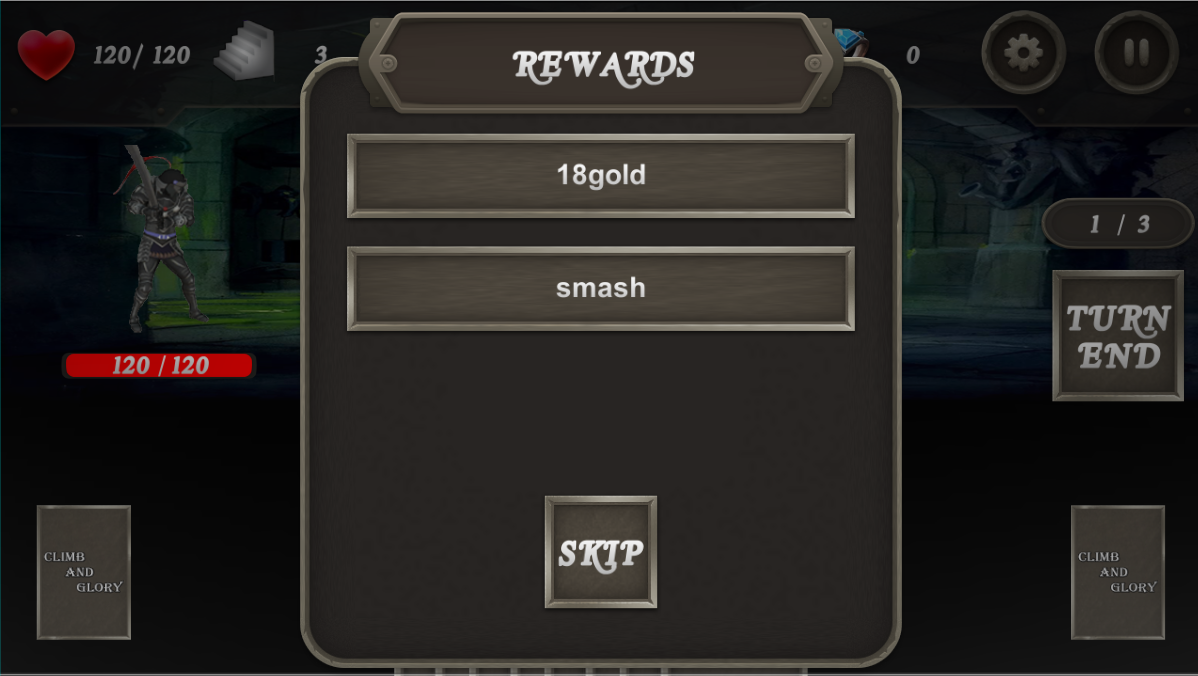 120/ 120
3
REWARDS
0
18gold
1 / 3
smash
TURN
END
120 / 120
SKIP
CLIMB
AND
GLORY
CLIMB
AND
GLORY